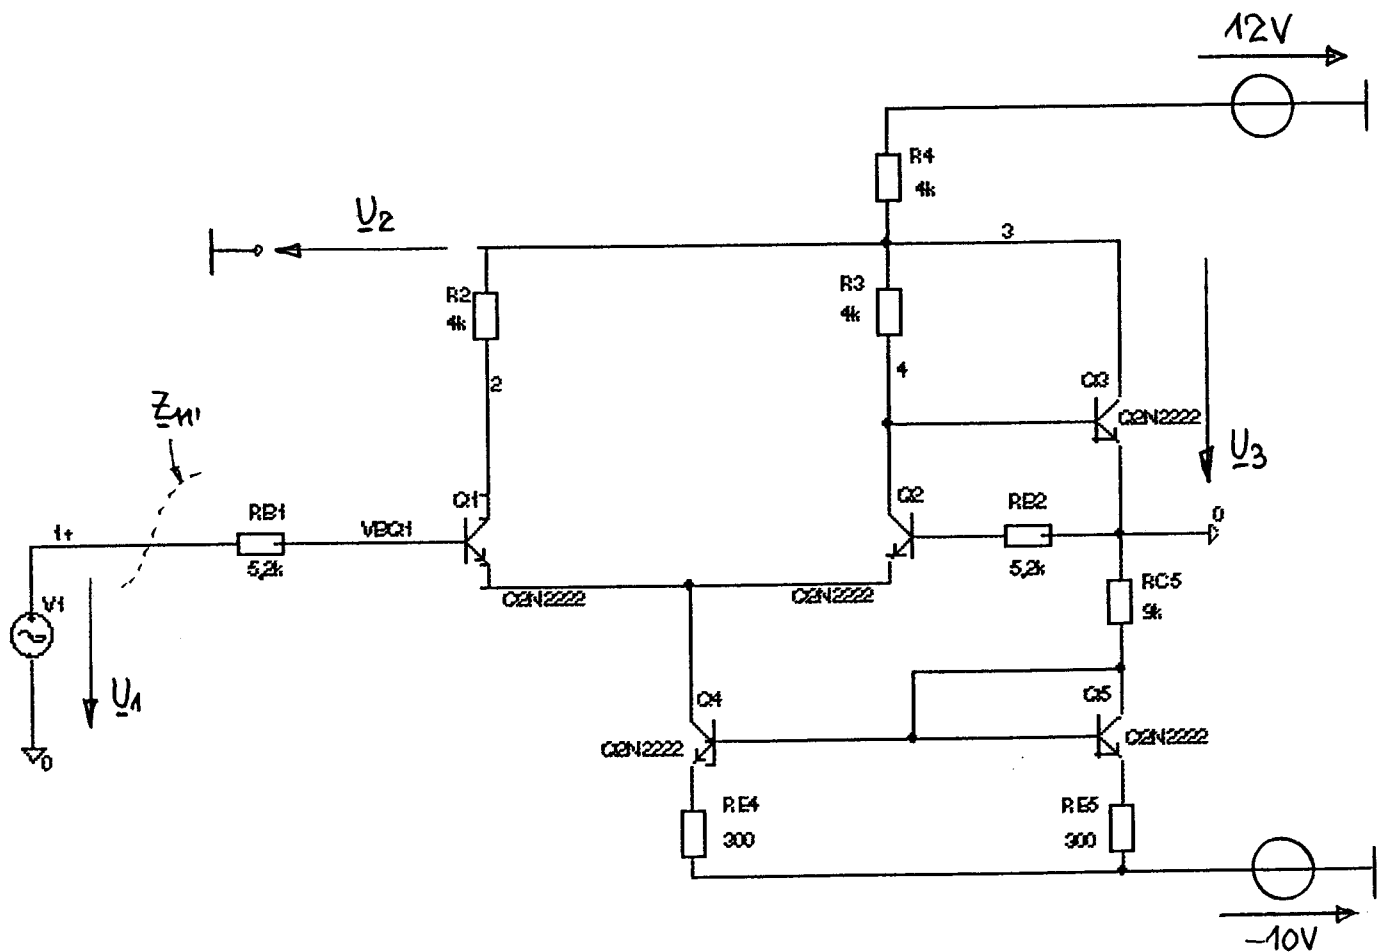 12V
R4
4k
U2
3
R2
4k
R3
4k
2
4
Q3
Q2N2222
Z11'
U3
Q1
Q2
RB2
0
1+
RB1
VBQ1
5,2k
5,2k
RC5
9k
V1
Q2N2222
Q2N2222
U1
Q4
Q5
Q2N2222
Q2N2222
0
RE4
300
RE5
300
-10V